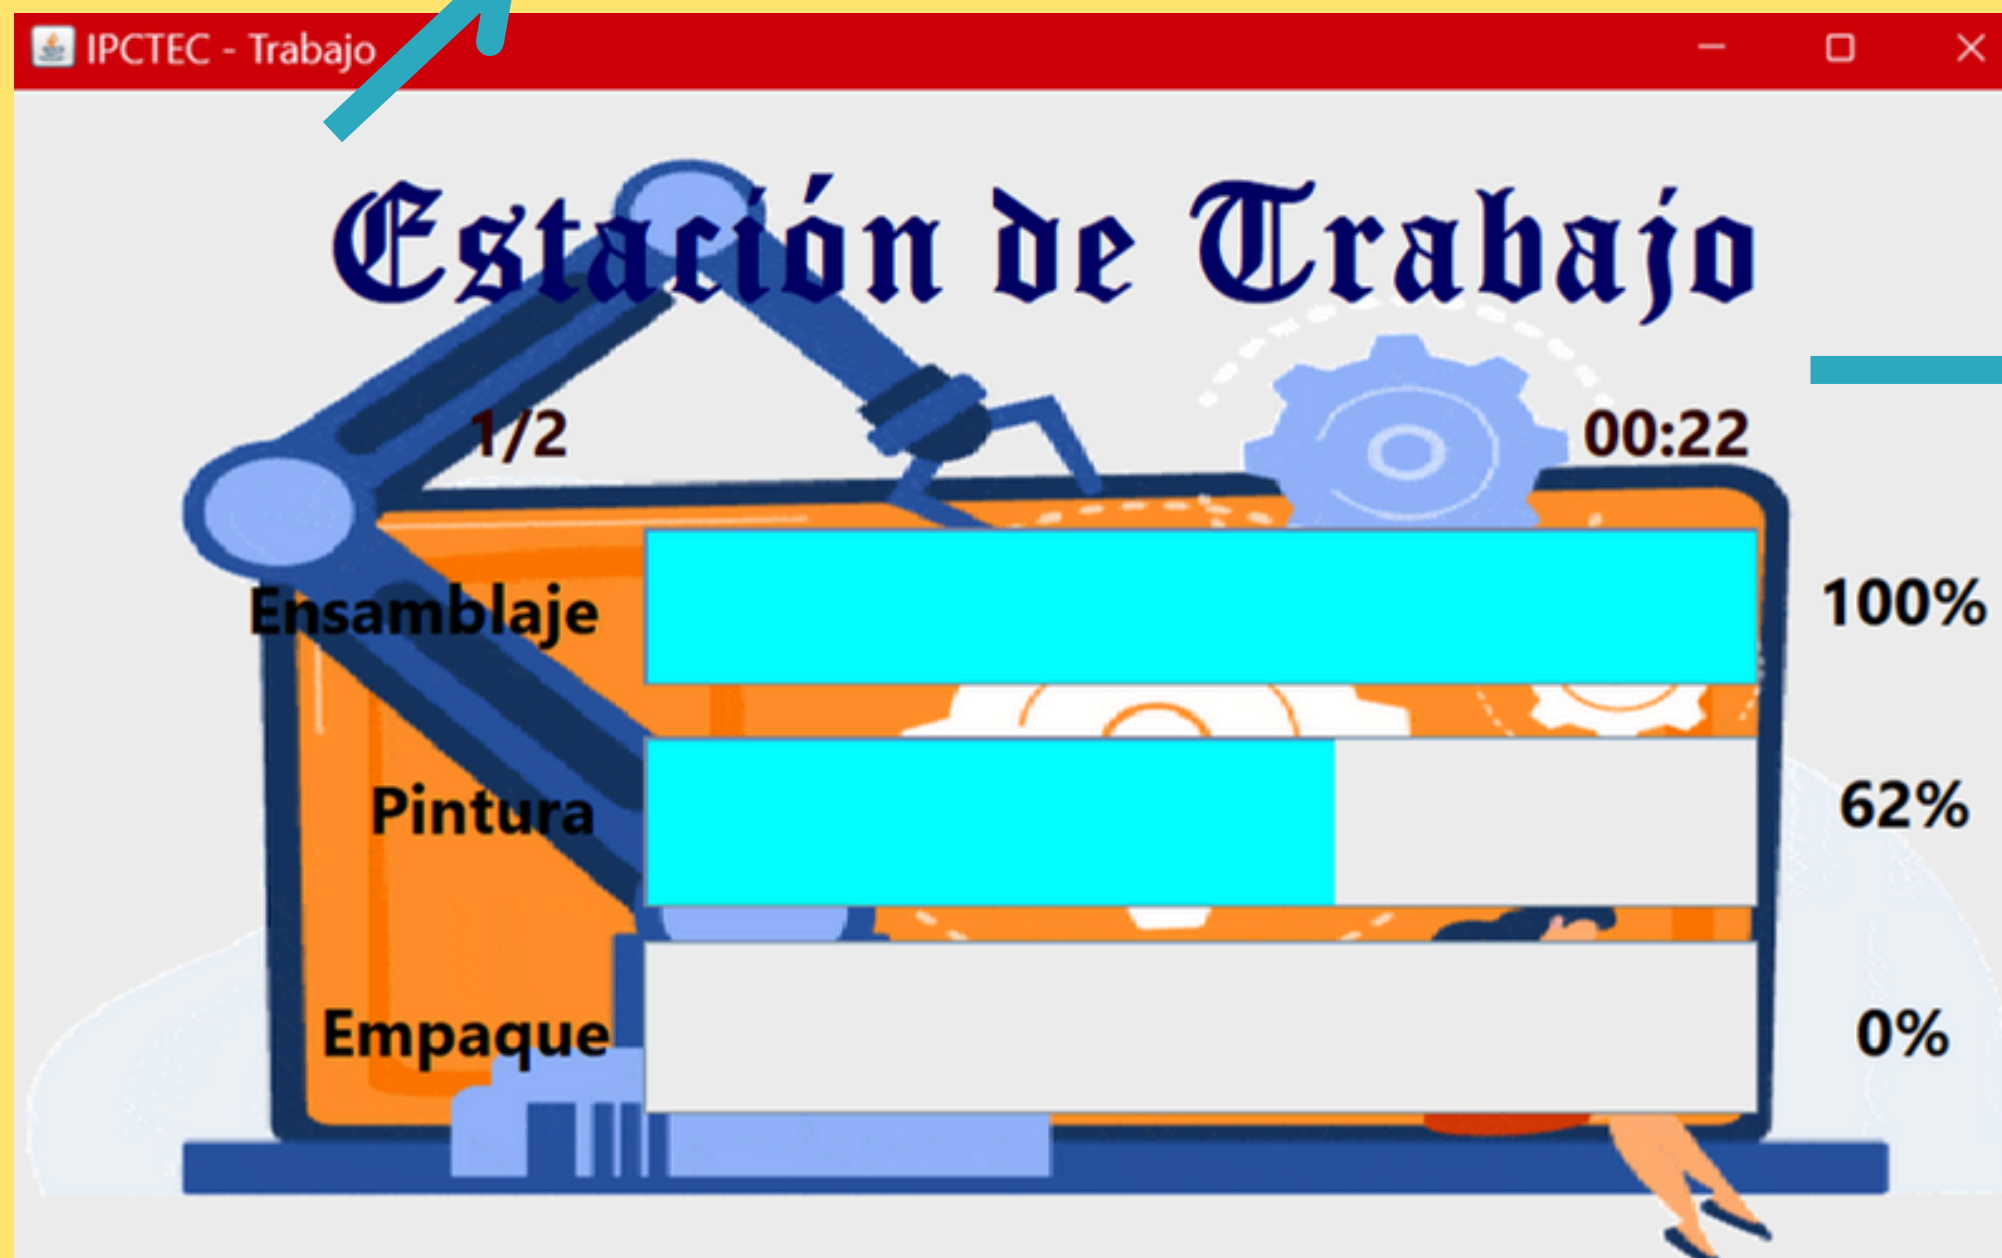 IPCTEC - Trabajo
Estación de Trabajo
1/2 00:22
Ensamblaje 100%
Pintura 62%
Empaque 0%